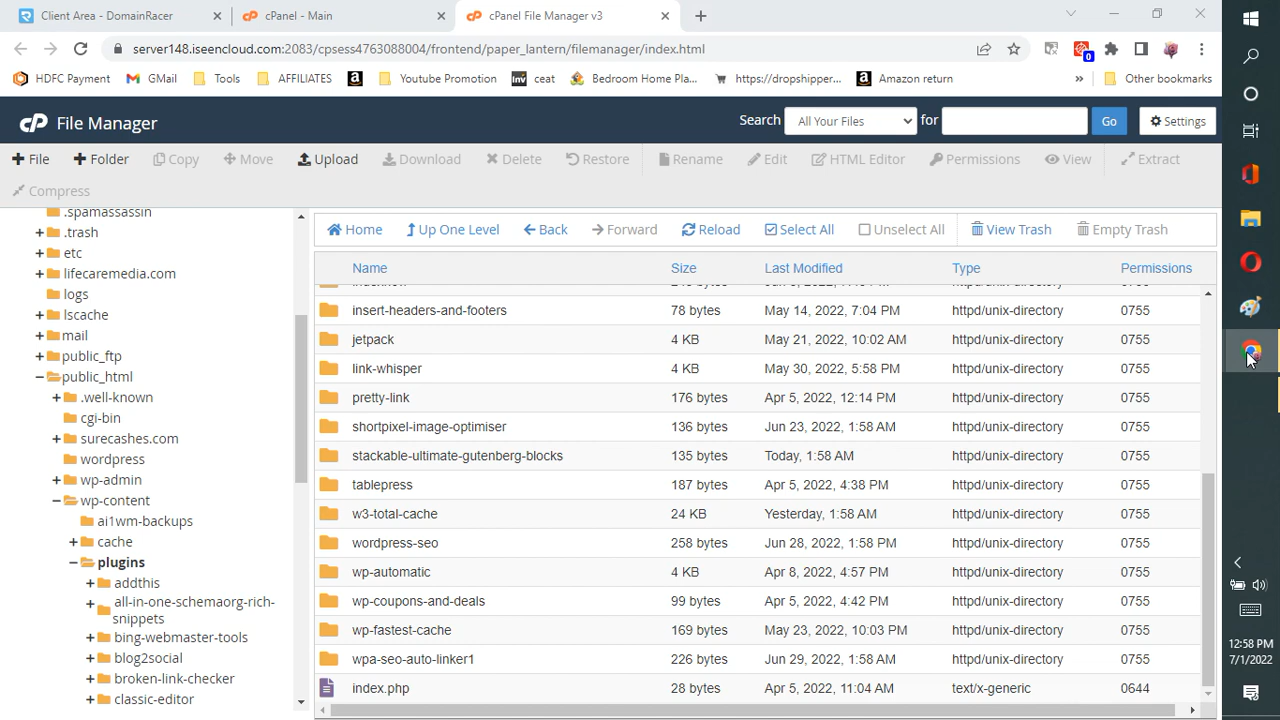 Client Area - DomainRacer
cPanel - Main
cPanel File Manager v3
server148.iseencloud.com:2083/cpsess4763088004/frontend/paper_lantern/filemanager/index.html
0
HDFC Payment
GMail
Tools
AFFILIATES
Youtube Promotion
Inv
ceat
Bedroom Home Pla...
https://dropshipper...
Amazon return
Other bookmarks
cP File Manager
Search
All Your Files
for
Go
Settings
File
Folder
Copy
Move
Upload
Download
Delete
Restore
Rename
Edit
HTML Editor
Permissions
View
Extract
Compress
.spamassassin
.trash
etc
lifecaremedia.com
logs
lscache
mail
public_ftp
public_html
.well-known
cgi-bin
surecashes.com
wordpress
wp-admin
wp-content
ai1wm-backups
cache
plugins
addthis
all-in-one-schemaorg-rich-
snippets
bing-webmaster-tools
blog2social
broken-link-checker
classic-editor
Home
Up One Level
Back
Forward
Reload
Select All
Unselect All
View Trash
Empty Trash
Name Size Last Modified Type Permissions
insert-headers-and-footers 78 bytes May 14, 2022, 7:04 PM httpd/unix-directory 0755
jetpack 4 KB May 21, 2022, 10:02 AM httpd/unix-directory 0755
link-whisper 4 KB May 30, 2022, 5:58 PM httpd/unix-directory 0755
pretty-link 176 bytes Apr 5, 2022, 12:14 PM httpd/unix-directory 0755
shortpixel-image-optimiser 136 bytes Jun 23, 2022, 1:58 AM httpd/unix-directory 0755
stackable-ultimate-gutenberg-blocks 135 bytes Today, 1:58 AM httpd/unix-directory 0755
tablepress 187 bytes Apr 5, 2022, 4:38 PM httpd/unix-directory 0755
w3-total-cache 24 KB Yesterday, 1:58 AM httpd/unix-directory 0755
wordpress-seo 258 bytes Jun 28, 2022, 1:58 PM httpd/unix-directory 0755
wp-automatic 4 KB Apr 8, 2022, 4:57 PM httpd/unix-directory 0755
wp-coupons-and-deals 99 bytes Apr 5, 2022, 4:42 PM httpd/unix-directory 0755
wp-fastest-cache 169 bytes May 23, 2022, 10:03 PM httpd/unix-directory 0755
wpa-seo-auto-linker1 226 bytes Jun 29, 2022, 1:58 AM httpd/unix-directory 0755
index.php 28 bytes Apr 5, 2022, 11:04 AM text/x-generic 0644
12:58 PM
7/1/2022